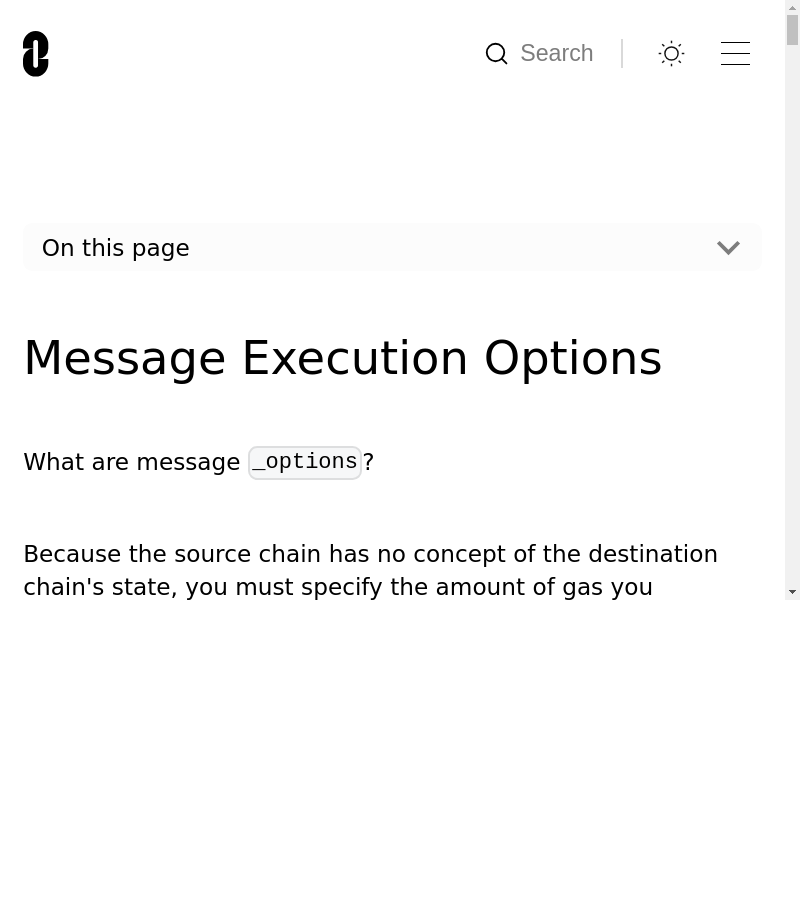 Search
On this page
Message Execution Options
What are message _options?
Because the source chain has no concept of the destination
chain's state, you must specify the amount of gas you